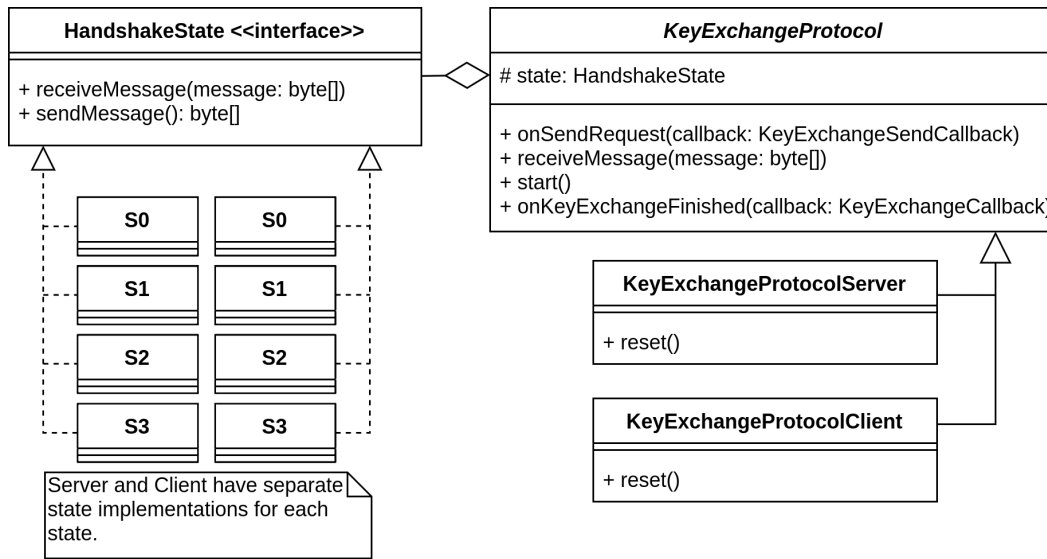 HandshakeState <<interface>>
+ receiveMessage(message: byte[])
+ sendMessage(): byte[]
KeyExchangeProtocol
# state: HandshakeState
+ onSendRequest(callback: KeyExchangeSendCallback)
+ receiveMessage(message: byte[])
+ start()
+ onKeyExchangeFinished(callback: KeyExchangeCallback)
S0
S0
S1
S1
S2
S2
S3
S3
Server and Client have separate
state implementations for each
state.
KeyExchangeProtocolServer
+ reset()
KeyExchangeProtocolClient
+ reset()